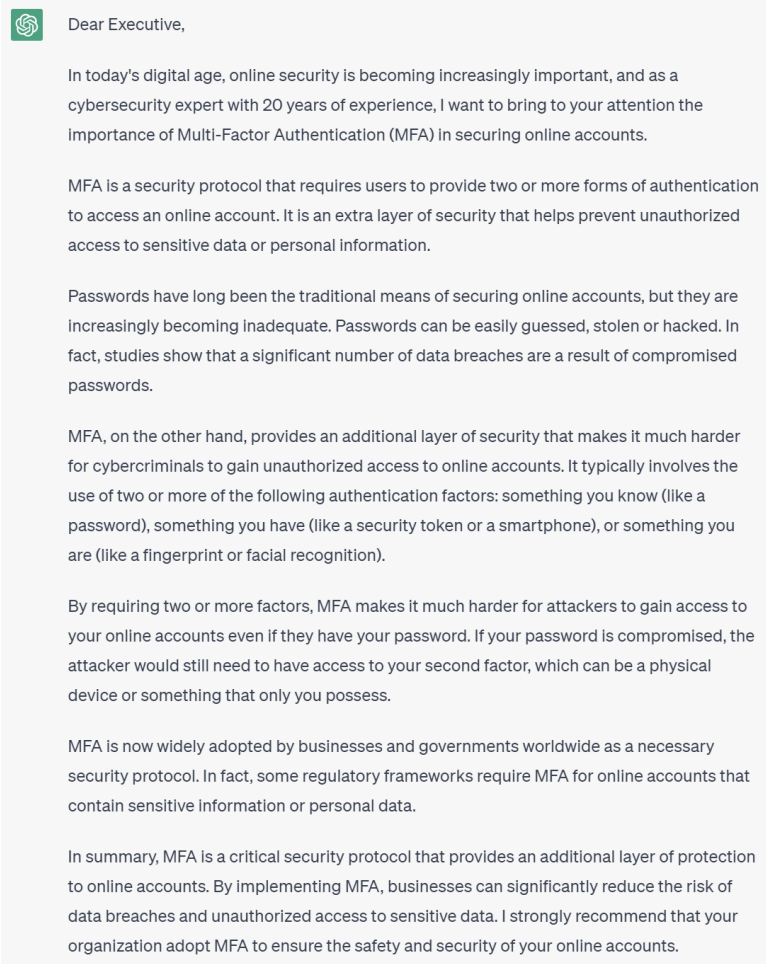 Dear Executive,
In today's digital age, online security is becoming increasingly important, and as a
cybersecurity expert with 20 years of experience, I want to bring to your attention the
importance of Multi-Factor Authentication (MFA) in securing online accounts.
MFA is a security protocol that requires users to provide two or more forms of authentication
to access an online account. It is an extra layer of security that helps prevent unauthorized
access to sensitive data or personal information.
Passwords have long been the traditional means of securing online accounts, but they are
increasingly becoming inadequate. Passwords can be easily guessed, stolen or hacked. In
fact, studies show that a significant number of data breaches are a result of compromised
passwords.
MFA, on the other hand, provides an additional layer of security that makes it much harder
for cybercriminals to gain unauthorized access to online accounts. It typically involves the
use of two or more of the following authentication factors: something you know (like a
password), something you have (like a security token or a smartphone), or something you
are (like a fingerprint or facial recognition).
By requiring two or more factors, MFA makes it much harder for attackers to gain access to
your online accounts even if they have your password. If your password is compromised, the
attacker would still need to have access to your second factor, which can be a physical
device or something that only you possess.
MFA is now widely adopted by businesses and governments worldwide as a necessary
security protocol. In fact, some regulatory frameworks require MFA for online accounts that
contain sensitive information or personal data.
In summary, MFA is a critical security protocol that provides an additional layer of protection
to online accounts. By implementing MFA, businesses can significantly reduce the risk of
data breaches and unauthorized access to sensitive data. I strongly recommend that your
organization adopt MFA to ensure the safety and security of your online accounts.